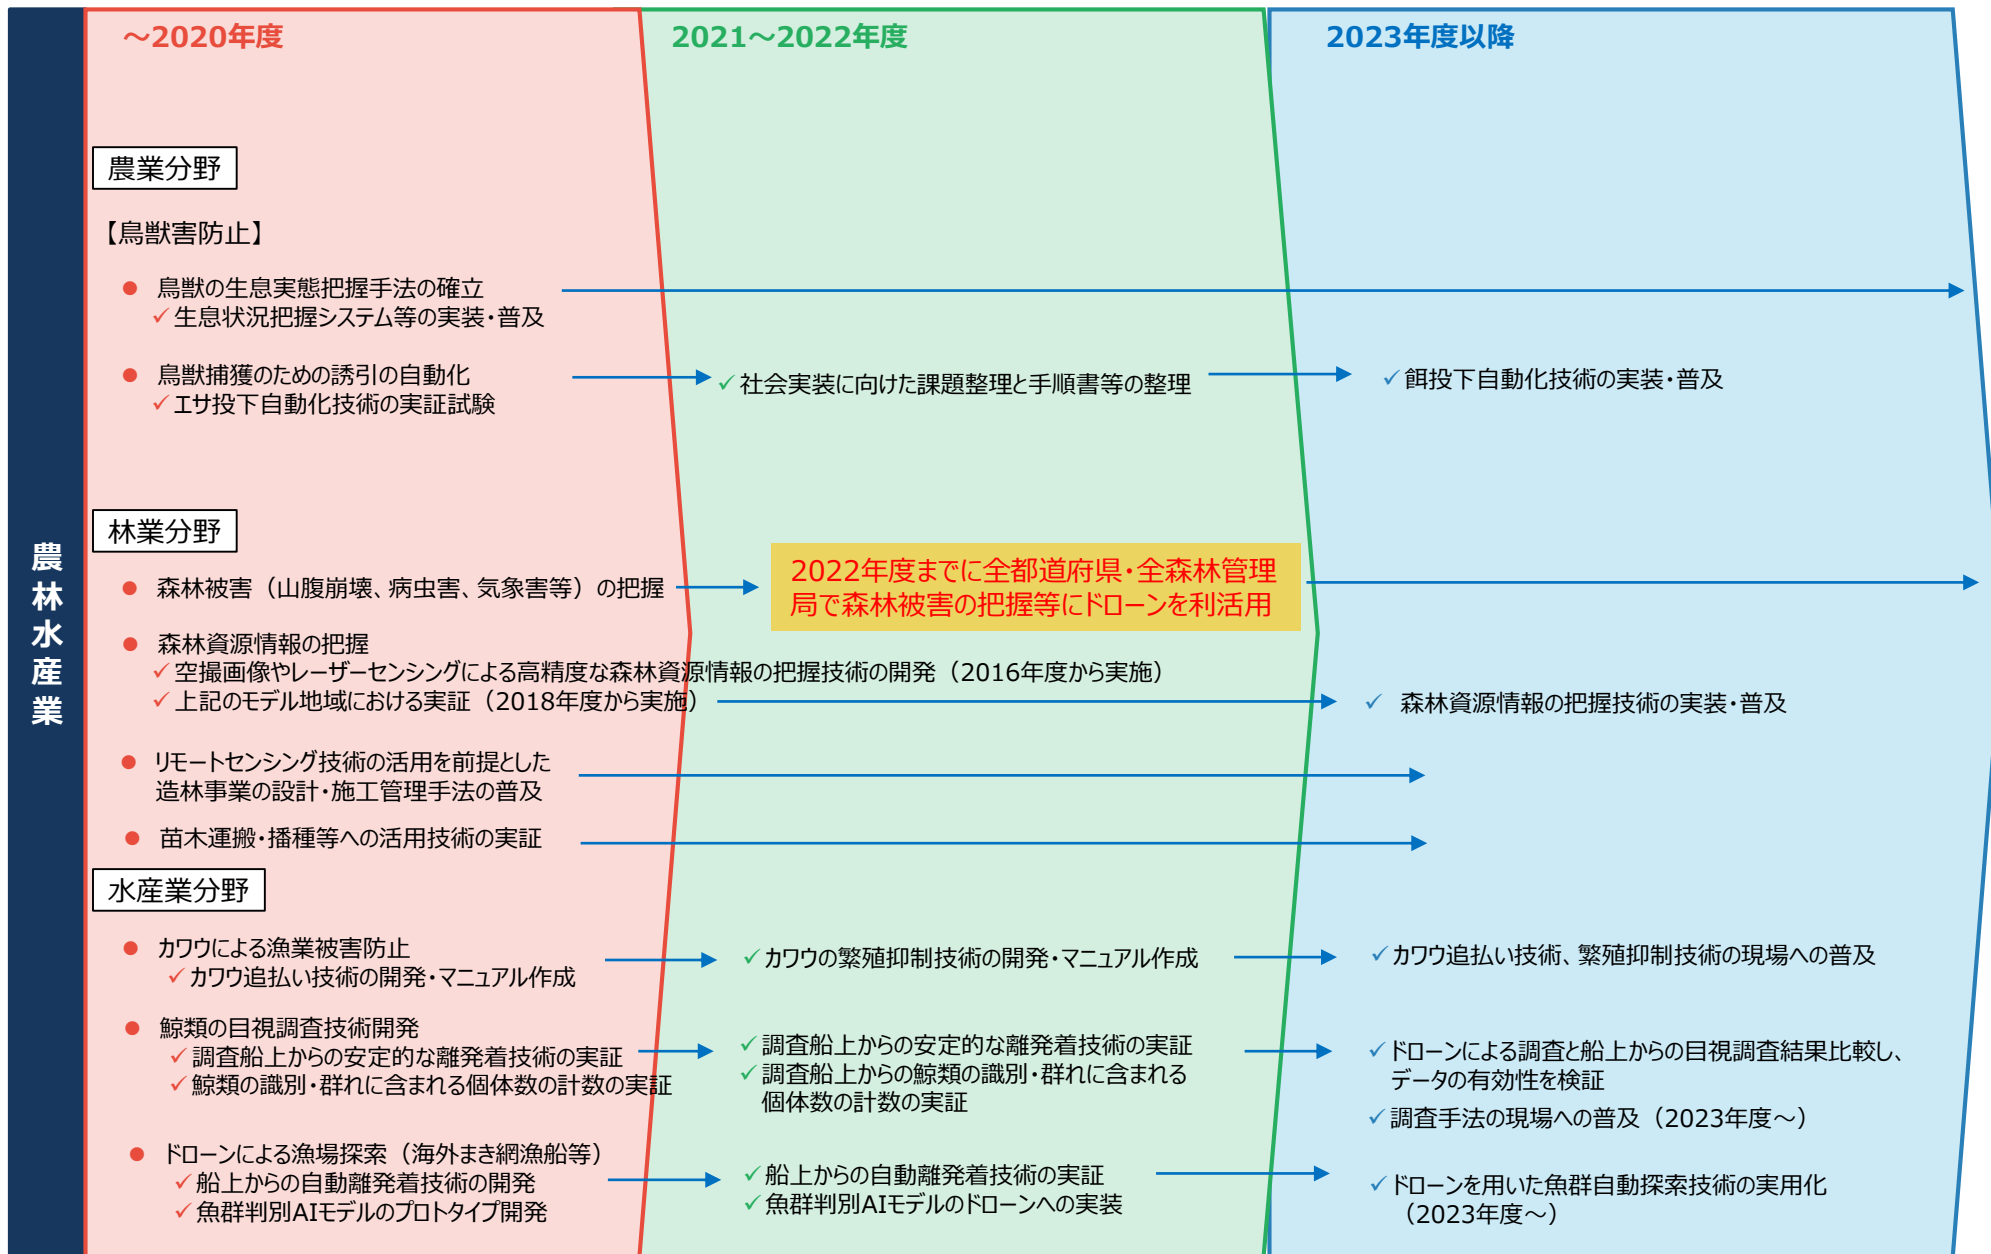 農林水産業
～2020年度
2021～2022年度
2023年度以降
農業分野
【鳥獣害防止】
● 鳥獣の生息実態把握手法の確立
✓生息状況把握システム等の実装・普及
● 鳥獣捕獲のための誘引の自動化
✓エサ投下自動化技術の実証試験
✓社会実装に向けた課題整理と手順書等の整理
✓餌投下自動化技術の実装・普及
林業分野
● 森林被害（山腹崩壊、病虫害、気象害等）の把握
2022年度までに全都道府県・全森林管理
局で森林被害の把握等にドローンを利活用
● 森林資源情報の把握
✓空撮画像やレーザーセンシングによる高精度な森林資源情報の把握技術の開発（2016年度から実施）
✓上記のモデル地域における実証（2018年度から実施）
✓ 森林資源情報の把握技術の実装・普及
● リモートセンシング技術の活用を前提とした
造林事業の設計・施工管理手法の普及
● 苗木運搬・播種等への活用技術の実証
水産業分野
● カワウによる漁業被害防止
✓カワウ追払い技術の開発・マニュアル作成
✓カワウの繁殖抑制技術の開発・マニュアル作成
✓カワウ追払い技術、繁殖抑制技術の現場への普及
● 鯨類の目視調査技術開発
✓調査船上からの安定的な離発着技術の実証
✓鯨類の識別・群れに含まれる個体数の計数の実証
✓調査船上からの安定的な離発着技術の実証
✓調査船上からの鯨類の識別・群れに含まれる
個体数の計数の実証
✓ドローンによる調査と船上からの目視調査結果比較し、
データの有効性を検証
✓調査手法の現場への普及（2023年度～）
● ドローンによる漁場探索（海外まき網漁船等）
✓船上からの自動離発着技術の開発
✓魚群判別AIモデルのプロトタイプ開発
✓船上からの自動離発着技術の実証
✓魚群判別AIモデルのドローンへの実装
✓ドローンを用いた魚群自動探索技術の実用化
（2023年度～）